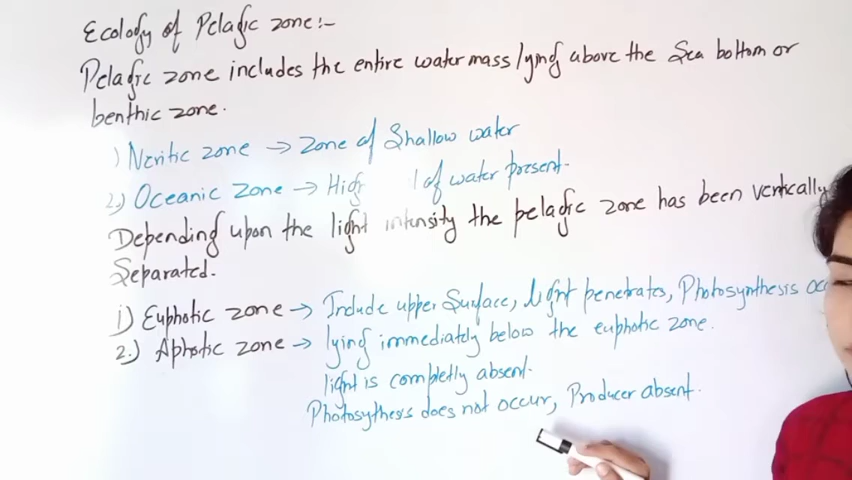 Ecology of Pelagic zone:-
Pelagic zone includes the entire water mass lying above the Sea bottom or
benthic zone.
1) Neritic zone → Zone of Shallow water
2.) Oceanic zone → High l of water present.
Depending upon the light intensity the pelagic zone has been vertically
Separated.
1) Euphotic zone → Include upper Surface, light penetrates, Photosynthesis occ
2.) Aphotic zone → lying immediately below the euphotic zone.
light is completly absent.
Photosythesis does not occur, Producer absent.